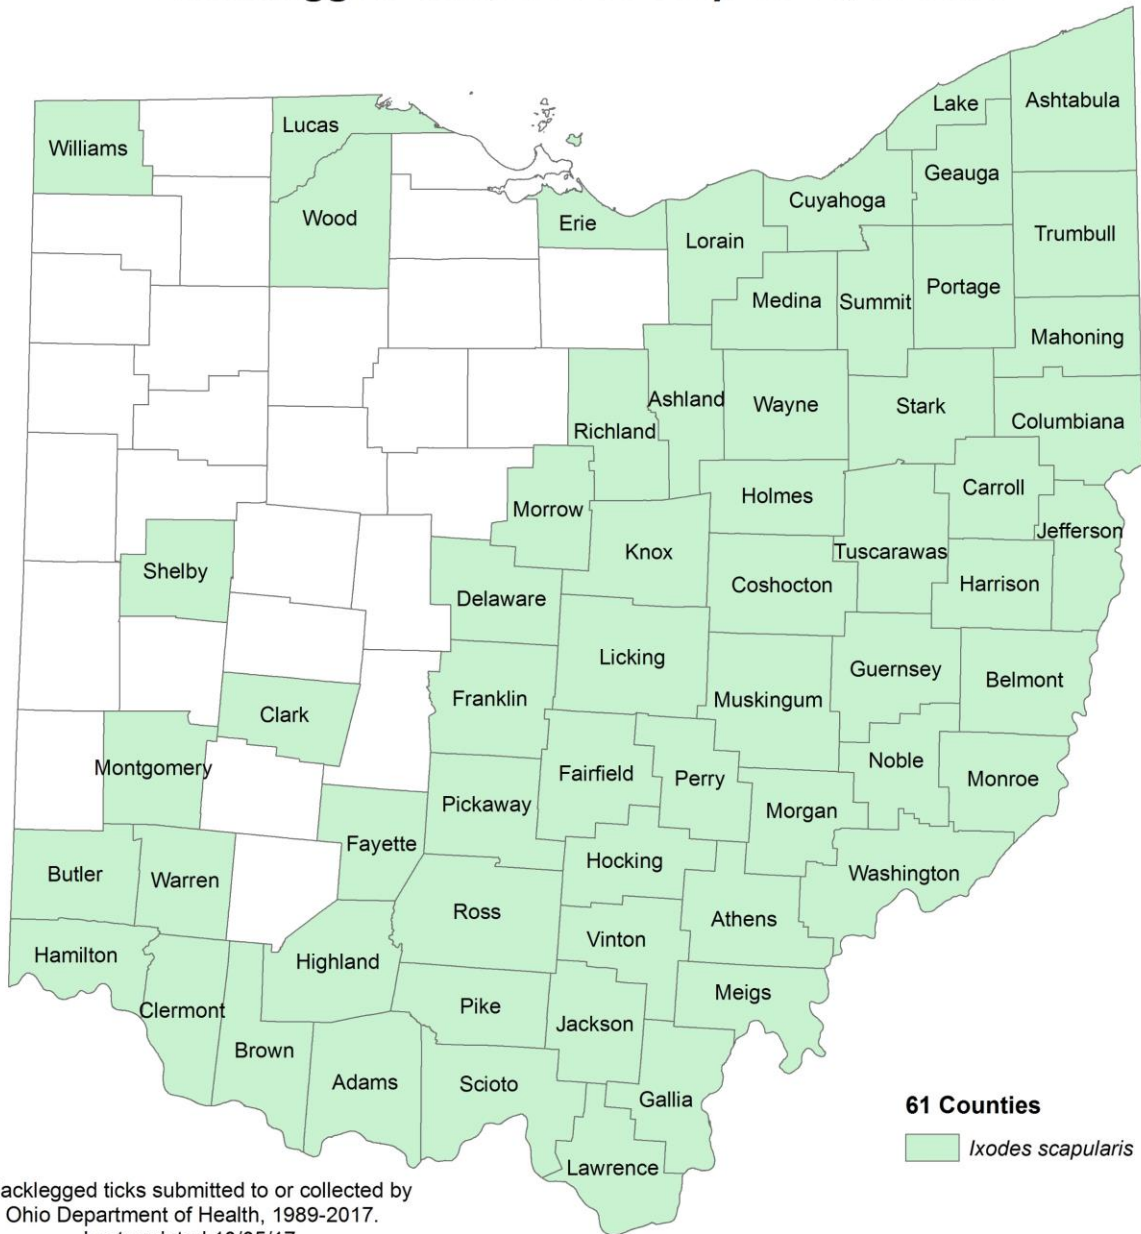 Lake
Ashtabula
Lucas
Williams
Geauga
Cuyahoga
Wood
Erie
Trumbull
Lorain
Portage
Medina
Summit
Mahoning
Ashland
Wayne
Stark
Columbiana
Richland
Carroll
Holmes
Morrow
Jefferson
Knox
Tuscarawas
Shelby
Harrison
Coshocton
Delaware
Licking
Guernsey
Belmont
Franklin
Muskingum
Clark
Noble
Montgomery
Fairfield
Perry
Monroe
Pickaway
Morgan
Fayette
Hocking
Butler
Warren
Washington
Ross
Athens
Vinton
Hamilton
Highland
Meigs
Pike
Clermont
Jackson
Brown
Adams
Scioto
Gallia
Lawrence
61 Counties
Ixodes scapularis
acklegged ticks submitted to or collected by
Ohio Department of Health, 1989-2017.